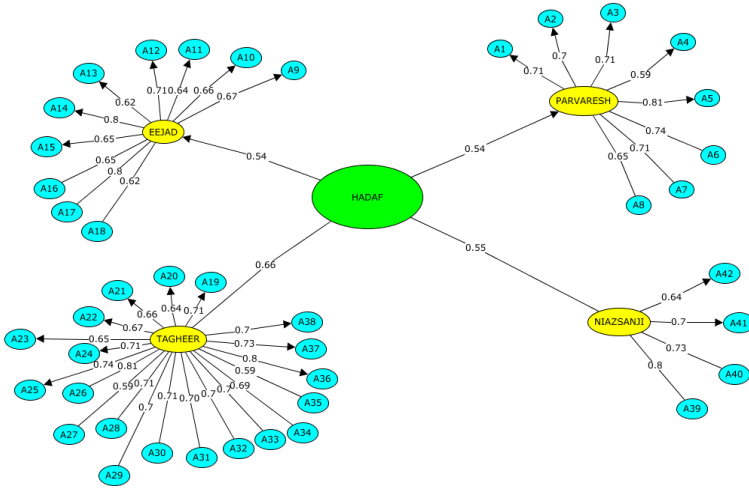 A1
A2
A3
A4
A5
A6
A7
A8
0.71
0.7
0.71
0.59
0.81
0.74
0.71
0.65
PARVARESH
A9
A10
A11
A12
A13
A14
A15
A16
A17
A18
0.67
0.66
0.64
0.71
0.62
0.8
0.65
0.65
0.8
0.62
EEJAD
0.54
0.54
HADAF
0.66
0.55
A19
A20
A21
A22
A23
A24
A25
A26
A27
A28
A29
A30
A31
A32
A33
A34
A35
A36
A37
A38
0.71
0.64
0.66
0.67
0.65
0.71
0.74
0.81
0.59
0.71
0.7
0.71
0.70
0.7
0.69
0.59
0.8
0.73
0.7
TAGHEER
NIAZSANJI
A42
A41
A40
A39
0.64
0.7
0.73
0.8